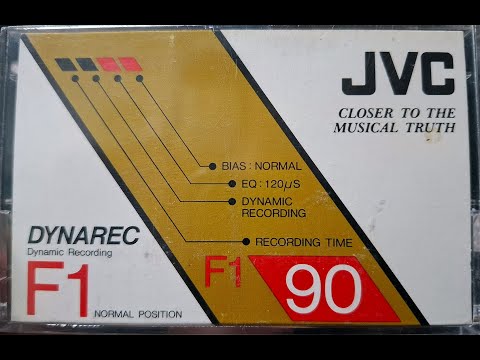 JVC
CLOSER TO THE
MUSICAL TRUTH
BIAS : NORMAL
EQ : 120µS
DYNAMIC
RECORDING
RECORDING TIME
DYNAREC
Dynamic Recording
F1
NORMAL POSITION
F1
90